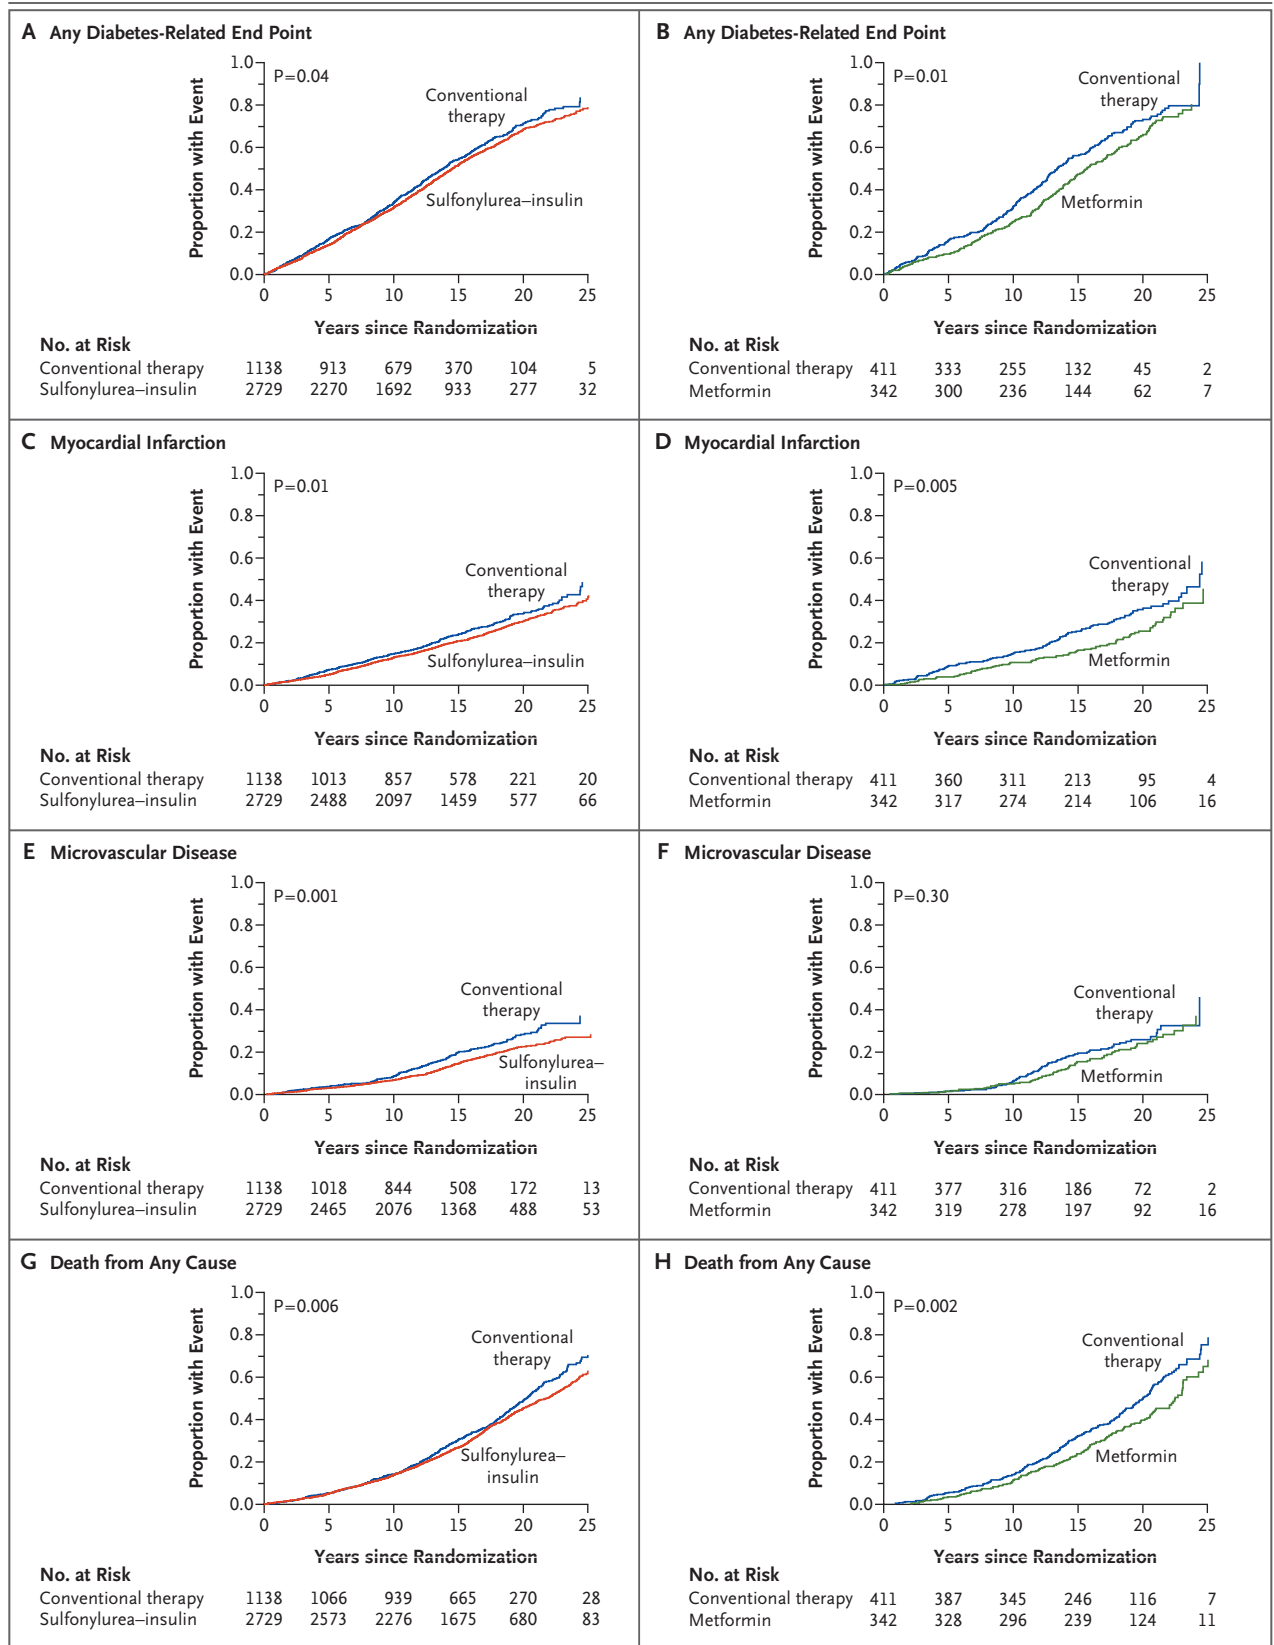 A Any Diabetes-Related End Point
1.0
0.8
0.6
0.4
0.2
0.0
Proportion with Event
P=0.04
Conventional
therapy
Sulfonylurea–insulin
0 5 10 15 20 25
Years since Randomization
No. at Risk
Conventional therapy 1138 913 679 370 104 5
Sulfonylurea–insulin 2729 2270 1692 933 277 32
B Any Diabetes-Related End Point
1.0
0.8
0.6
0.4
0.2
0.0
Proportion with Event
P=0.01
Conventional
therapy
Metformin
0 5 10 15 20 25
Years since Randomization
No. at Risk
Conventional therapy 411 333 255 132 45 2
Metformin 342 300 236 144 62 7
C Myocardial Infarction
1.0
0.8
0.6
0.4
0.2
0.0
Proportion with Event
P=0.01
Conventional
therapy
Sulfonylurea–insulin
0 5 10 15 20 25
Years since Randomization
No. at Risk
Conventional therapy 1138 1013 857 578 221 20
Sulfonylurea–insulin 2729 2488 2097 1459 577 66
D Myocardial Infarction
1.0
0.8
0.6
0.4
0.2
0.0
Proportion with Event
P=0.005
Conventional
therapy
Metformin
0 5 10 15 20 25
Years since Randomization
No. at Risk
Conventional therapy 411 360 311 213 95 4
Metformin 342 317 274 214 106 16
E Microvascular Disease
1.0
0.8
0.6
0.4
0.2
0.0
Proportion with Event
P=0.001
Conventional
therapy
Sulfonylurea–
insulin
0 5 10 15 20 25
Years since Randomization
No. at Risk
Conventional therapy 1138 1018 844 508 172 13
Sulfonylurea–insulin 2729 2465 2076 1368 488 53
F Microvascular Disease
1.0
0.8
0.6
0.4
0.2
0.0
Proportion with Event
P=0.30
Conventional
therapy
Metformin
0 5 10 15 20 25
Years since Randomization
No. at Risk
Conventional therapy 411 377 316 186 72 2
Metformin 342 319 278 197 92 16
G Death from Any Cause
1.0
0.8
0.6
0.4
0.2
0.0
Proportion with Event
P=0.006
Conventional
therapy
Sulfonylurea–
insulin
0 5 10 15 20 25
Years since Randomization
No. at Risk
Conventional therapy 1138 1066 939 665 270 28
Sulfonylurea–insulin 2729 2573 2276 1675 680 83
H Death from Any Cause
1.0
0.8
0.6
0.4
0.2
0.0
Proportion with Event
P=0.002
Conventional
therapy
Metformin
0 5 10 15 20 25
Years since Randomization
No. at Risk
Conventional therapy 411 387 345 246 116 7
Metformin 342 328 296 239 124 11